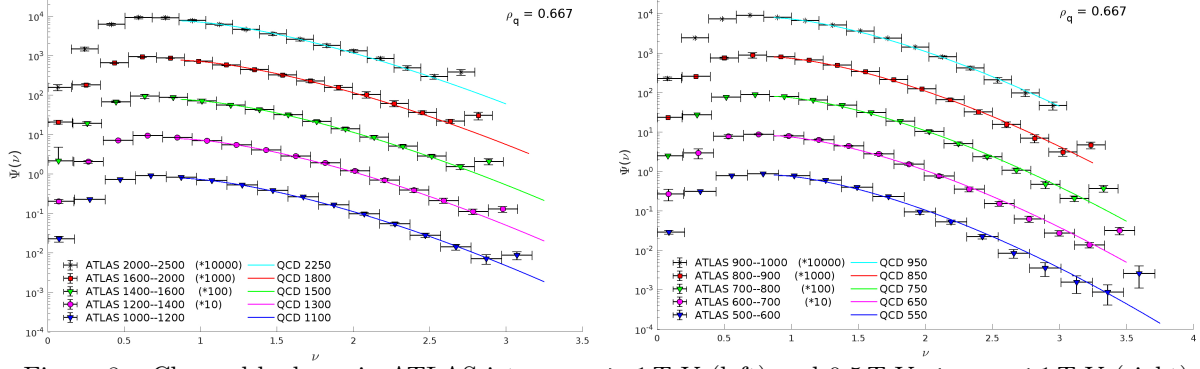 ρq = 0.667
10^4
10^3
10^2
10^1
10^0
10^-1
10^-2
10^-3
10^-4
Ψ(ν)
ATLAS 2000--2500 (*10000) QCD 2250
ATLAS 1600--2000 (*1000) QCD 1800
ATLAS 1400--1600 (*100) QCD 1500
ATLAS 1200--1400 (*10) QCD 1300
ATLAS 1000--1200 QCD 1100
0 0.5 1 1.5 2 2.5 3 3.5
ν
ρq = 0.667
10^4
10^3
10^2
10^1
10^0
10^-1
10^-2
10^-3
10^-4
Ψ(ν)
ATLAS 900--1000 (*10000) QCD 950
ATLAS 800--900 (*1000) QCD 850
ATLAS 700--800 (*100) QCD 750
ATLAS 600--700 (*10) QCD 650
ATLAS 500--600 QCD 550
0 0.5 1 1.5 2 2.5 3 3.5 4
ν